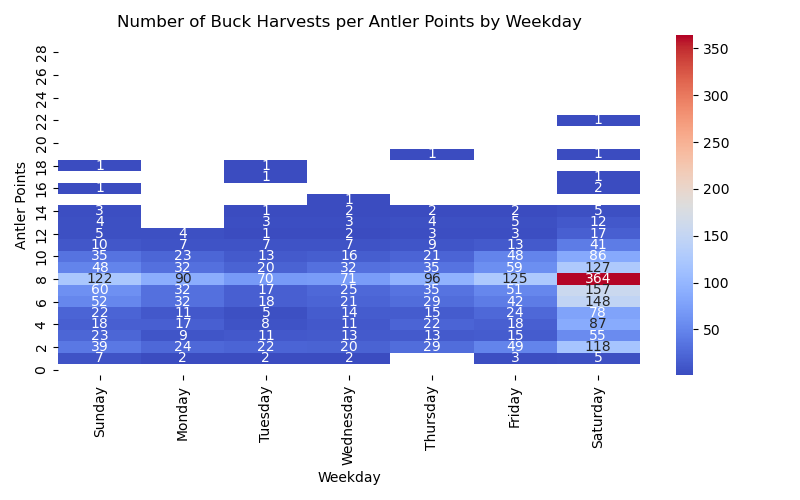 Number of Buck Harvests per Antler Points by Weekday
Antler Points
28
26
24
22 1
20
1 1
18 1 1
1 1
16 1 2
1
14 3 1 2 2 2 5
4 3 3 4 5 12
12 5 4 1 2 3 3 17
10 7 7 7 9 13 41
10 35 23 13 16 21 48 86
48 32 20 32 35 59 127
8 122 90 70 71 96 125 364
60 32 17 25 35 51 157
6 52 32 18 21 29 42 148
22 11 5 14 15 24 78
4 18 17 8 11 22 18 87
23 9 11 13 13 15 55
2 39 24 22 20 29 49 118
7 2 2 2 3 5
0
Sunday Monday Tuesday Wednesday Thursday Friday Saturday
Weekday
350
300
250
200
150
100
50